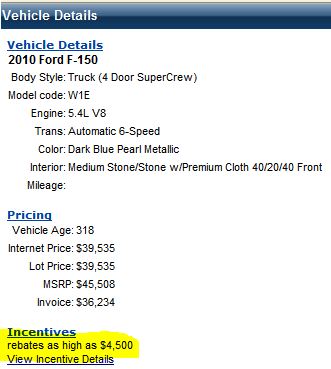 Vehicle Details
Vehicle Details
2010 Ford F-150
Body Style: Truck (4 Door SuperCrew)
Model code: W1E
Engine: 5.4L V8
Trans: Automatic 6-Speed
Color: Dark Blue Pearl Metallic
Interior: Medium Stone/Stone w/Premium Cloth 40/20/40 Front
Mileage:
Pricing
Vehicle Age: 318
Internet Price: $39,535
Lot Price: $39,535
MSRP: $45,508
Invoice: $36,234
Incentives
rebates as high as $4,500
View Incentive Details